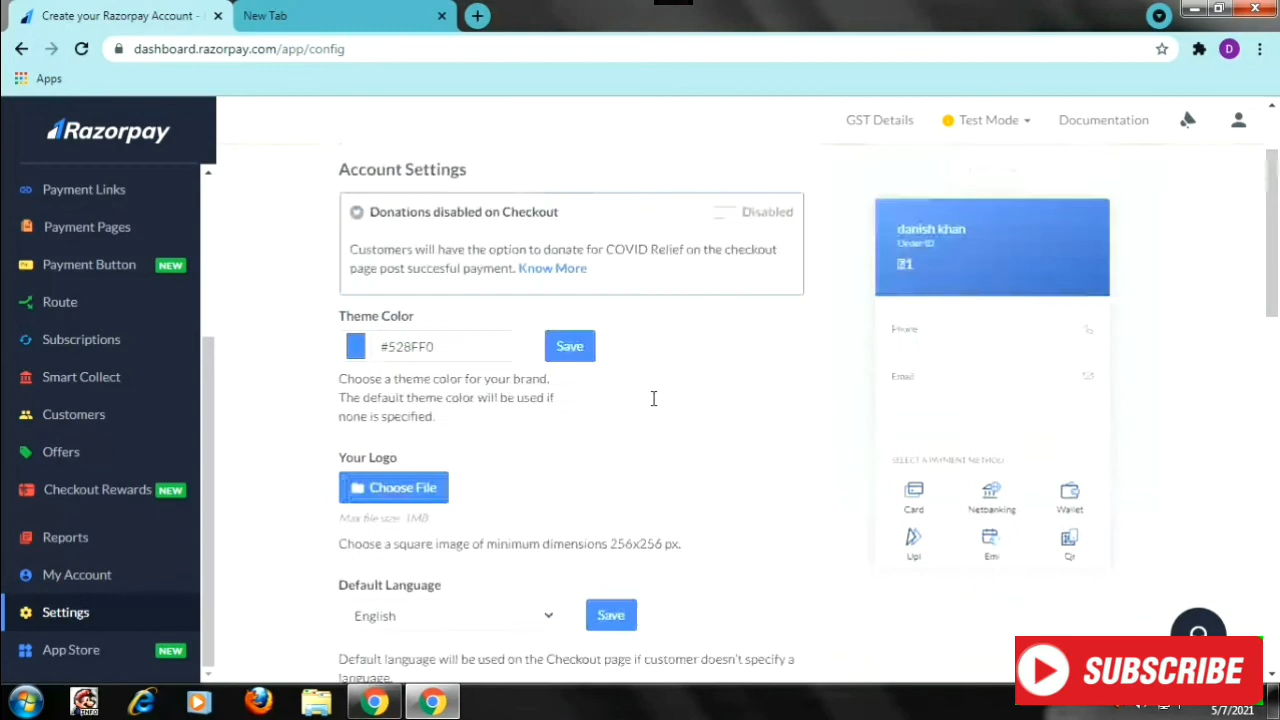 Create your Razorpay Account -
New Tab
dashboard.razorpay.com/app/config
D
Apps
Razorpay
GST Details
Test Mode
Documentation
Payment Links
Payment Pages
Payment Button NEW
Route
Subscriptions
Smart Collect
Customers
Offers
Checkout Rewards NEW
Reports
My Account
Settings
App Store NEW
Account Settings
Donations disabled on Checkout
Disabled
Customers will have the option to donate for COVID Relief on the checkout
page post succesful payment. Know More
Theme Color
#528FF0
Save
Choose a theme color for your brand.
The default theme color will be used if
none is specified.
Your Logo
Choose File
Max file size: 1MB
Choose a square image of minimum dimensions 256x256 px.
Default Language
English
Save
Default language will be used on the Checkout page if customer doesn't specify a
language.
danish khan
Phone
Email
SELECT A PAYMENT METHOD
Card
Netbanking
Wallet
Upi
Emi
Qr
SUBSCRIBE
INFO
5/7/2021